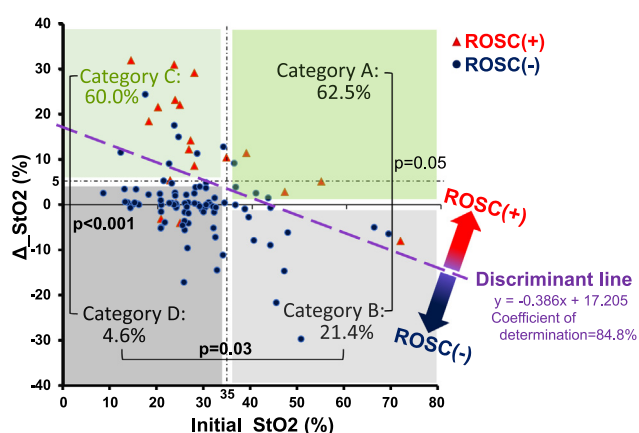 40
30
20
10
5
0
-10
-20
-30
-40
Δ_StO2 (%)
Category C:
60.0%
Category A:
62.5%
p=0.05
p<0.001
Category D:
4.6%
Category B:
21.4%
p=0.03
0
10
20
30
35
40
50
60
70
80
Initial_StO2 (%)
ROSC(+)
ROSC(-)
ROSC(+)
ROSC(-)
Discriminant line
y = -0.386x + 17.205
Coefficient of
determination=84.8%